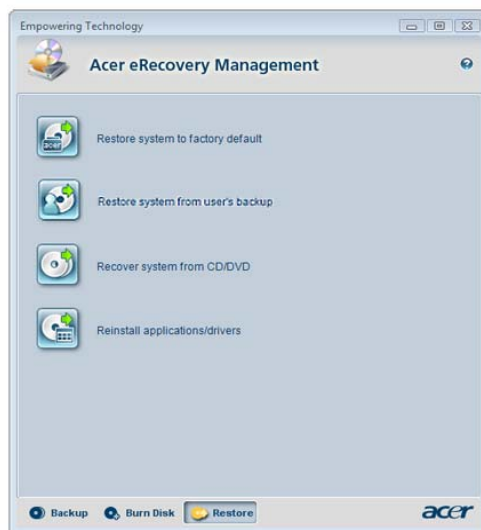 Empowering Technology
Acer eRecovery Management
acer
Restore system to factory default
Restore system from user's backup
Recover system from CD/DVD
Reinstall applications/drivers
Backup Burn Disk Restore acer